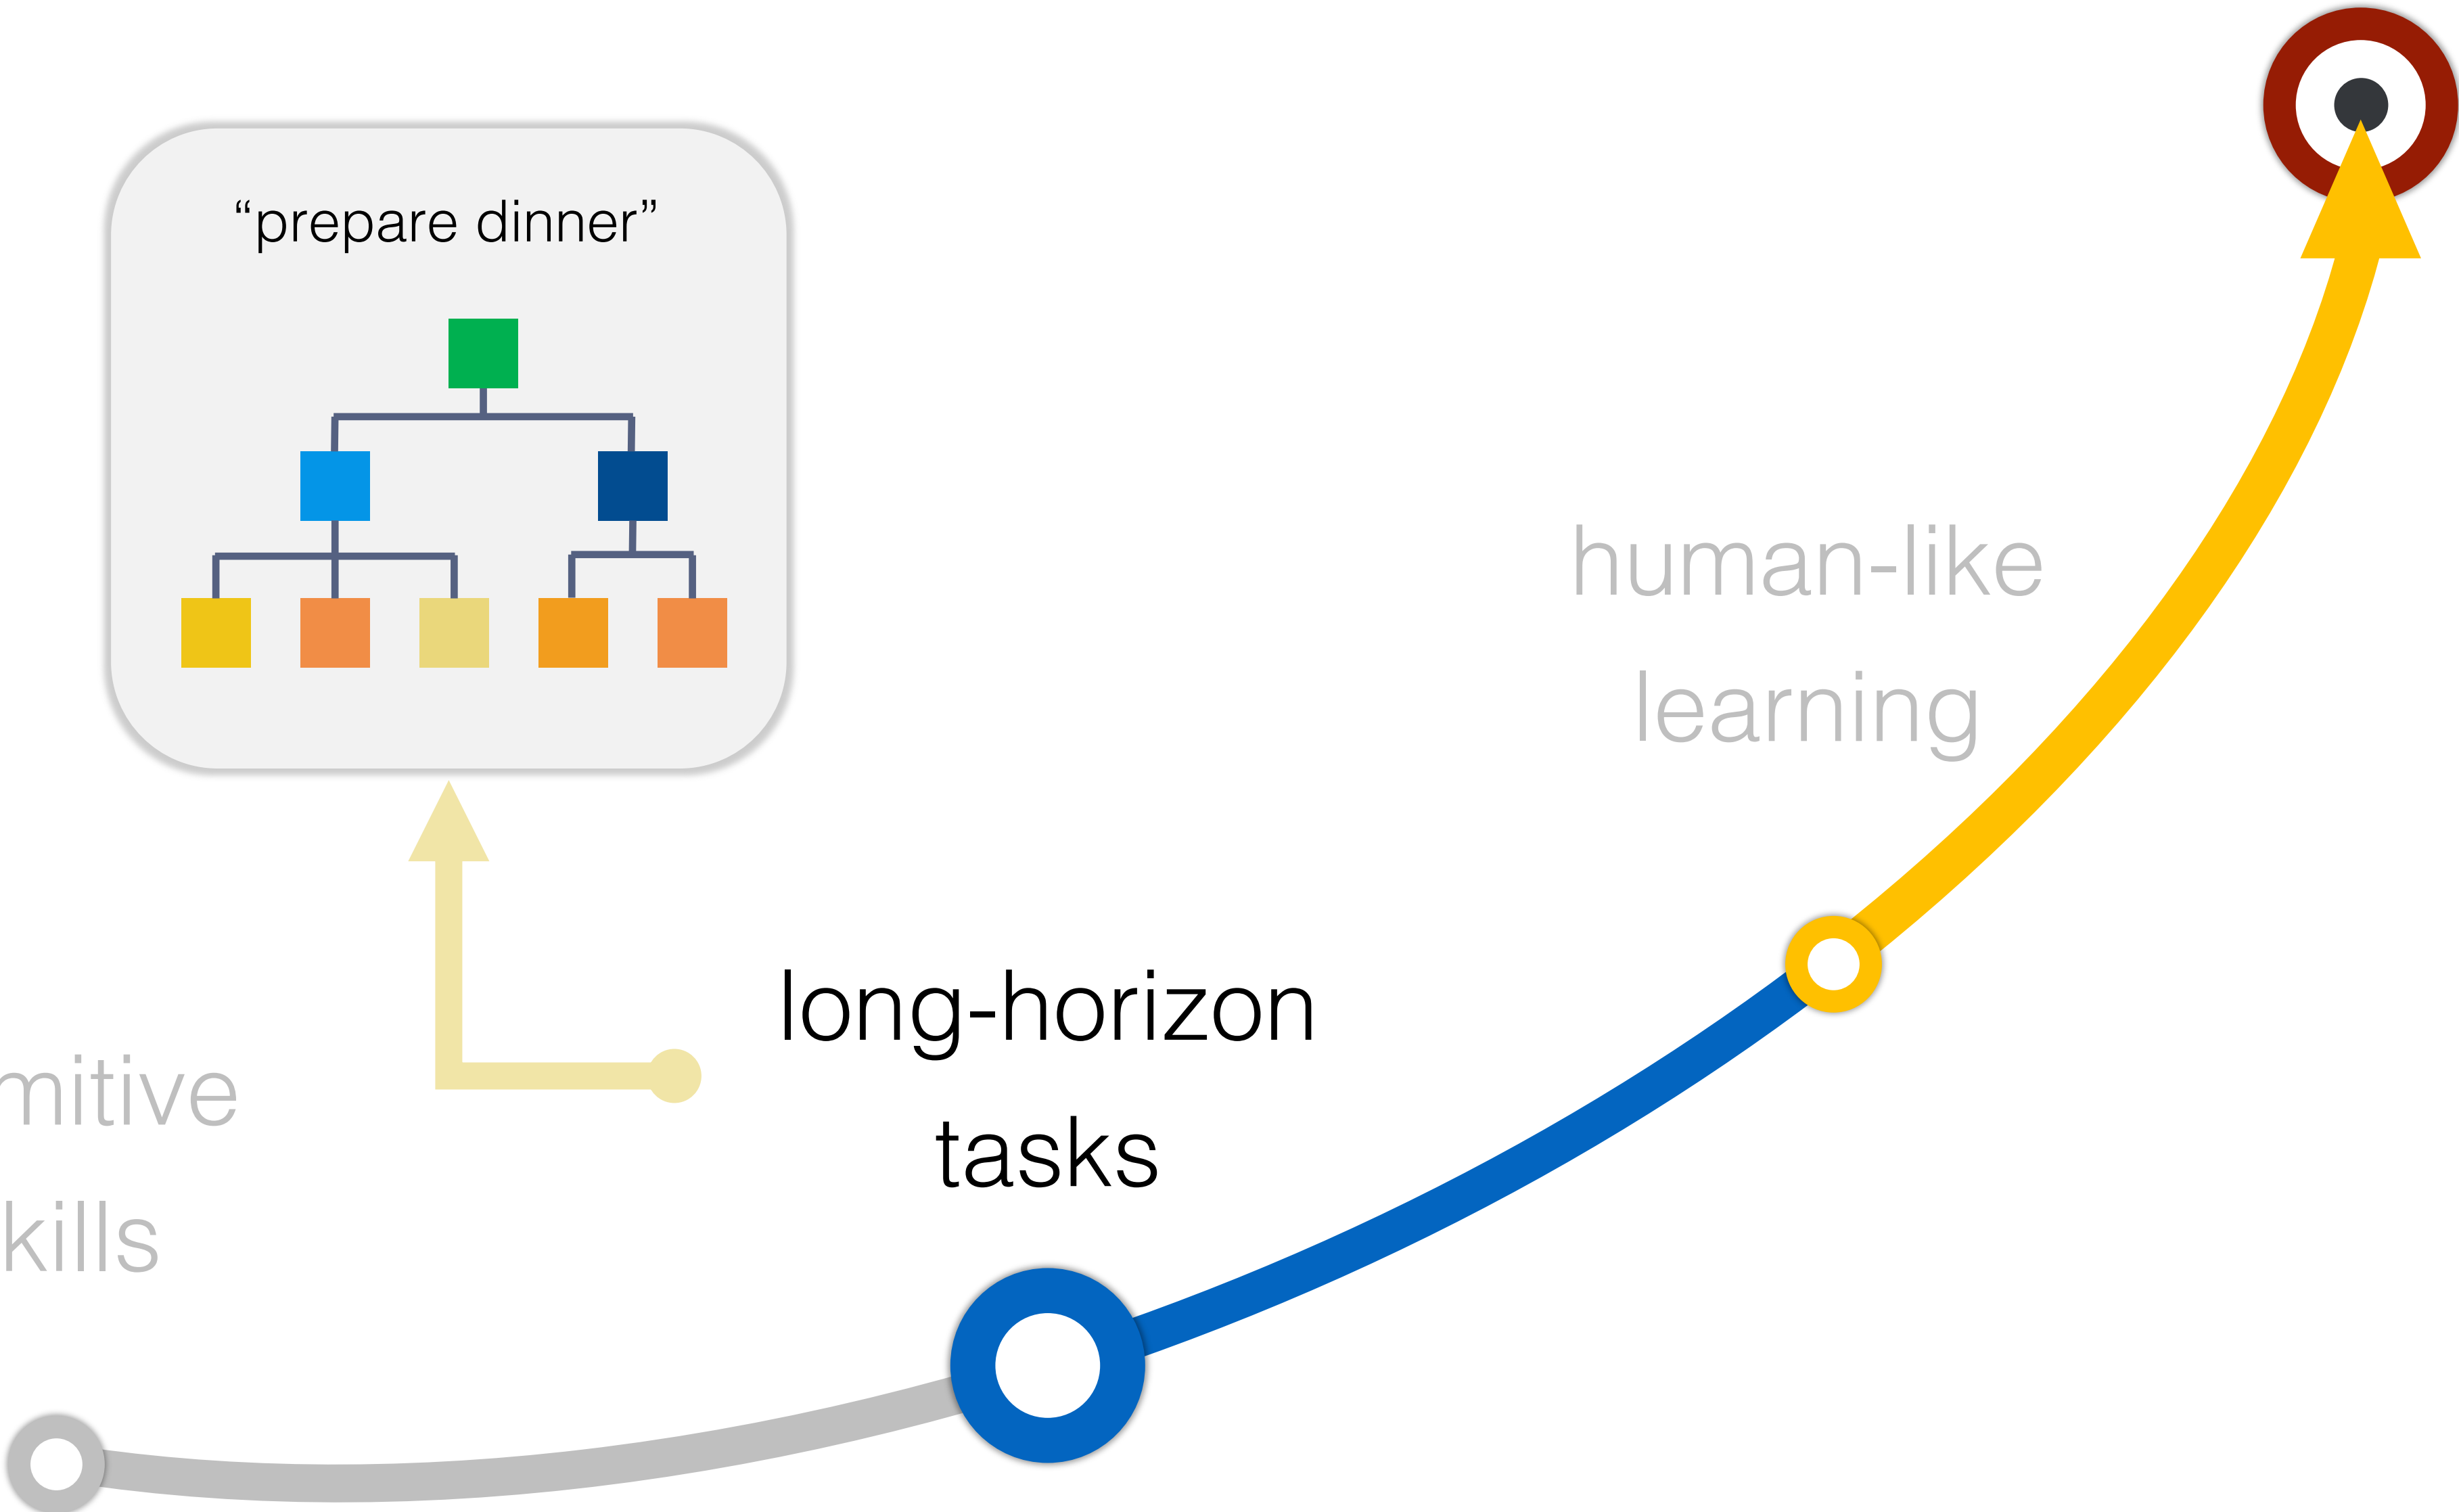 “prepare dinner”
human-like
learning
long-horizon
tasks
mitive
kills